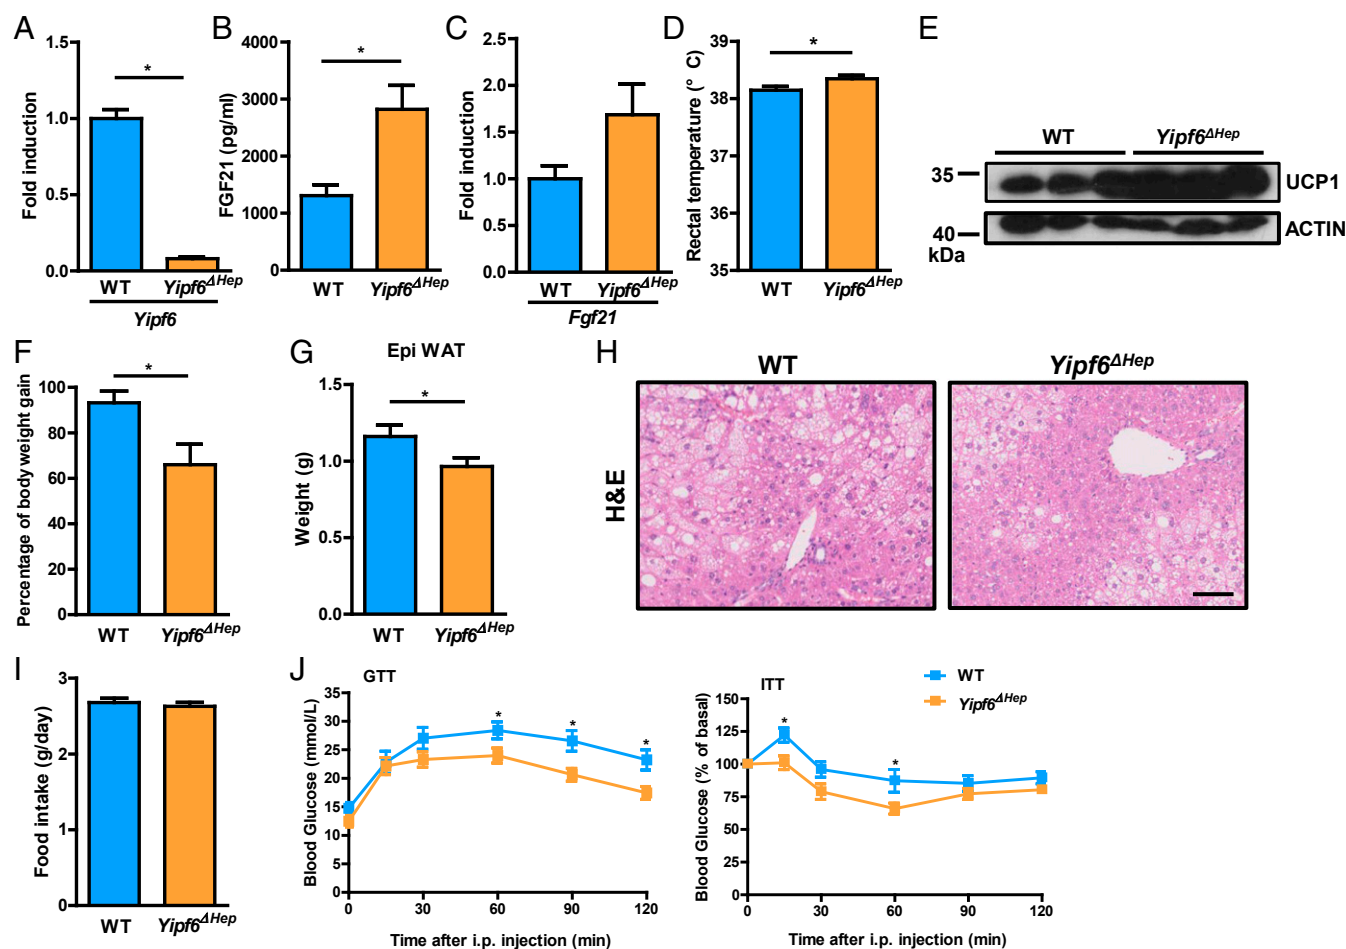 A
Fold induction
1.5
1.0
0.5
0.0
*
WT
Yipf6ΔHep
Yipf6
B
FGF21 (pg/ml)
4000
3000
2000
1000
0
*
WT
Yipf6ΔHep
C
Fold induction
2.5
2.0
1.5
1.0
0.5
0.0
WT
Yipf6ΔHep
Fgf21
D
Rectal temperature (° C)
39
38
37
36
35
*
WT
Yipf6ΔHep
E
WT
Yipf6ΔHep
35
UCP1
40
ACTIN
kDa
F
Percentage of body weight gain
100
80
60
40
20
0
*
WT
Yipf6ΔHep
G
Epi WAT
Weight (g)
1.5
1.0
0.5
0.0
*
WT
Yipf6ΔHep
H
WT
Yipf6ΔHep
H&E
I
Food intake (g/day)
3
2
1
0
WT
Yipf6ΔHep
J
GTT
Blood Glucose (mmol/L)
35
30
25
20
15
10
5
0
* * *
0 30 60 90 120
Time after i.p. injection (min)
ITT
WT
Yipf6ΔHep
Blood Glucose (% of basal)
150
125
100
75
50
25
0
* *
0 30 60 90 120
Time after i.p. injection (min)